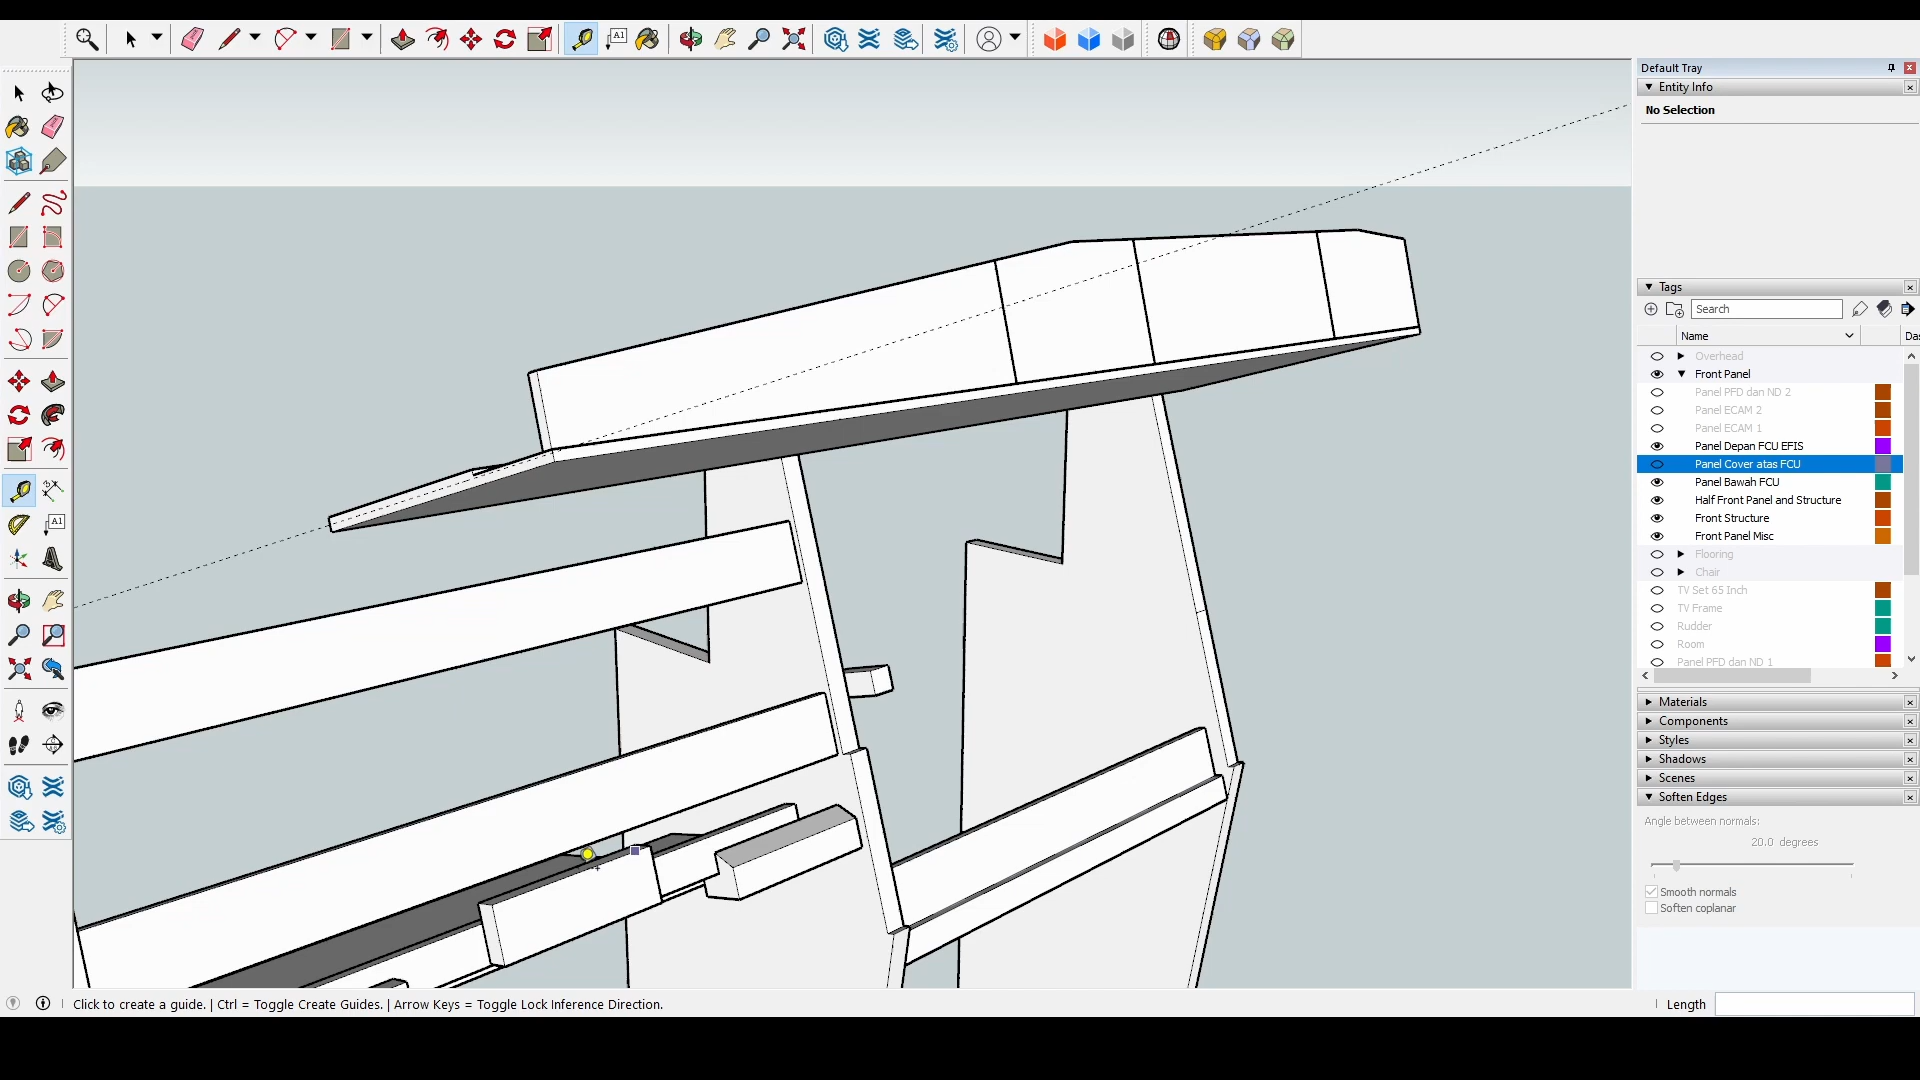 A1
Default Tray
Entity Info
No Selection
Tags
Search
Name
Das
Overhead
Front Panel
Panel PFD dan ND 2
Panel ECAM 2
Panel ECAM 1
Panel Depan FCU EFIS
Panel Cover atas FCU
Panel Bawah FCU
Half Front Panel and Structure
Front Structure
Front Panel Misc
Flooring
Chair
TV Set 65 Inch
TV Frame
Rudder
Room
Panel PFD dan ND 1
Materials
Components
Styles
Shadows
Scenes
Soften Edges
Angle between normals:
20.0 degrees
Smooth normals
Soften coplanar
A1
Click to create a guide. | Ctrl = Toggle Create Guides. | Arrow Keys = Toggle Lock Inference Direction.
Length